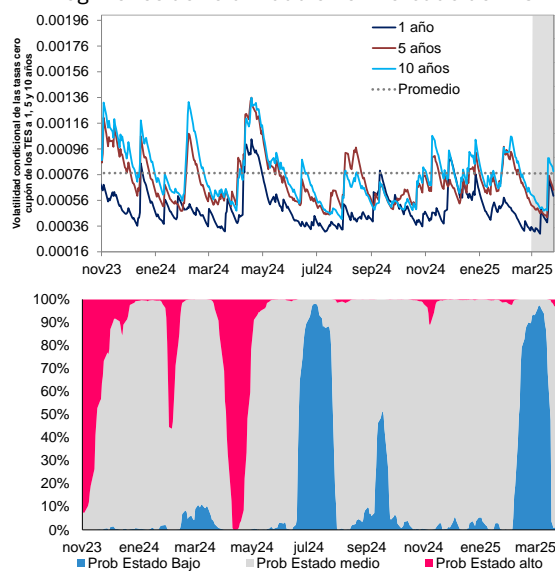 0.00196
0.00176
0.00156
0.00136
0.00116
0.00096
0.00076
0.00056
0.00036
0.00016
Volatilidad condicional de las tasas cero
cupón de los TES a 1, 5 y 10 años
1 año
5 años
10 años
Promedio
nov23 ene24 mar24 may24 jul24 sep24 nov24 ene25 mar25
100%
90%
80%
70%
60%
50%
40%
30%
20%
10%
0%
nov23 ene24 mar24 may24 jul24 sep24 nov24 ene25 mar25
Prob Estado Bajo Prob Estado medio Prob Estado alto